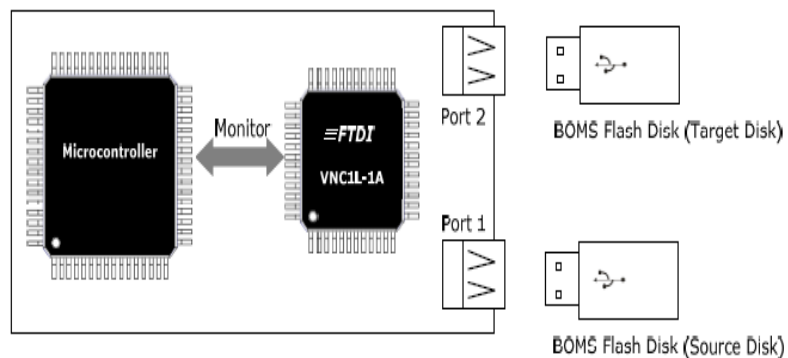 Port 2
BOMS Flash Disk (Target Disk)
Microcontroller
Monitor
FTDI
VNC1L-1A
Port 1
BOMS Flash Disk (Source Disk)